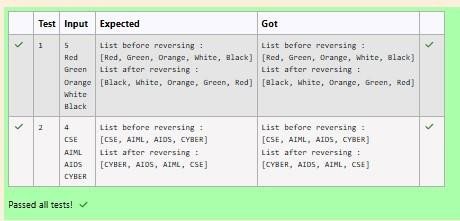 Test Input Expected Got
1 5 List before reversing : List before reversing :
Red [Red, Green, Orange, White, Black] [Red, Green, Orange, White, Black]
Green List after reversing : List after reversing :
Orange [Black, White, Orange, Green, Red] [Black, White, Orange, Green, Red]
White
Black
2 4 List before reversing : List before reversing :
CSE [CSE, AIML, AIDS, CYBER] [CSE, AIML, AIDS, CYBER]
AIML List after reversing : List after reversing :
AIDS [CYBER, AIDS, AIML, CSE] [CYBER, AIDS, AIML, CSE]
CYBER
Passed all tests!